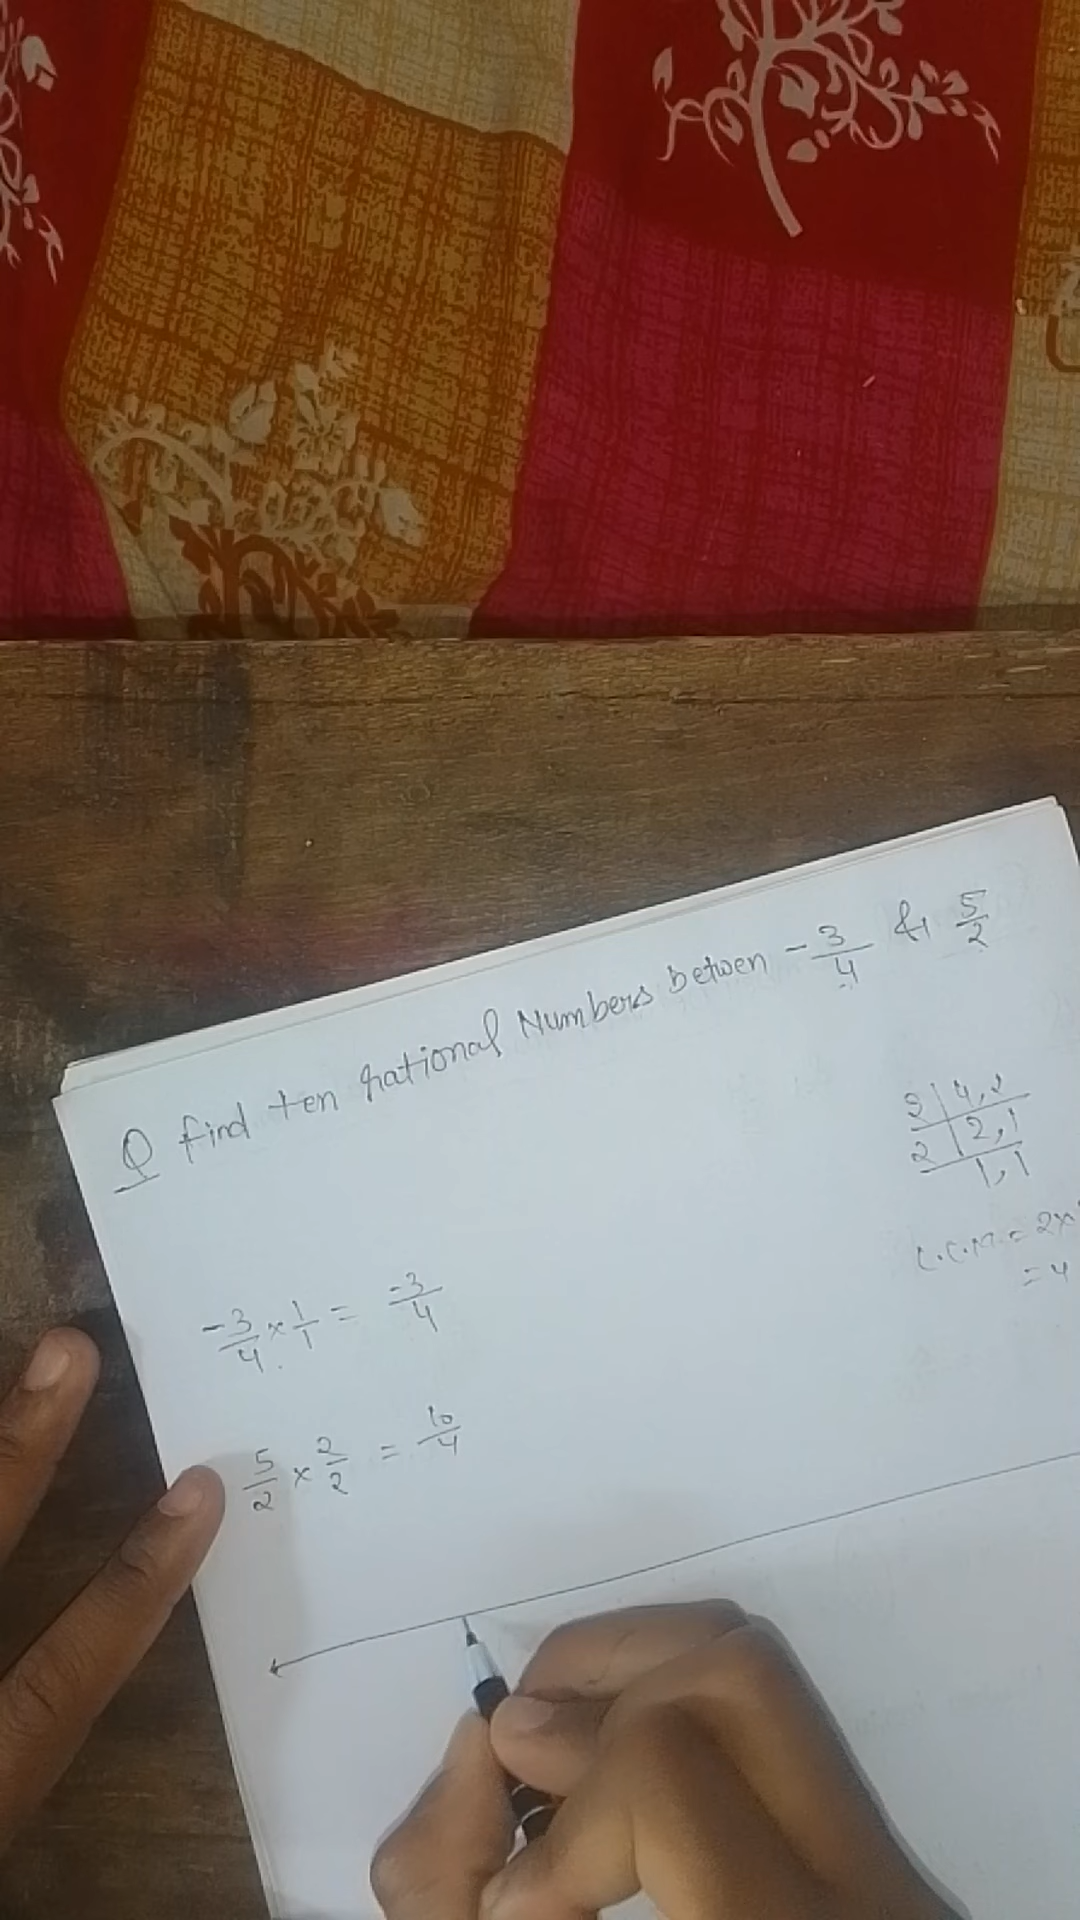 Q find ten rational Numbers betwen -3/4 & 5/2
2 | 4, 2
2 | 2, 1
1, 1
L.C.M. = 2x
= 4
-3/4 x 1/1 = -3/4
5/2 x 2/2 = 10/4